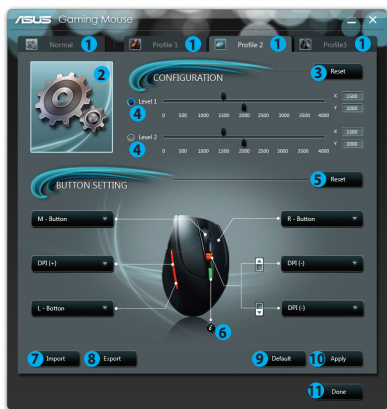 ASUS Gaming Mouse
Normal 1 Profile 1 1 Profile 2 1 Profile3 1
2
CONFIGURATION 3 Reset
Level 1 X 1500
4 Y 2000
0 500 1000 1500 2000 2500 3000 3500 4000
Level 2 X 1500
4 Y 2000
0 500 1000 1500 2000 2500 3000 3500 4000
BUTTON SETTING 5 Reset
M - Button R - Button
DPI (+) DPI (-)
L - Botton DPI (-)
6
7 Import 8 Export 9 Default 10 Apply
11 Done